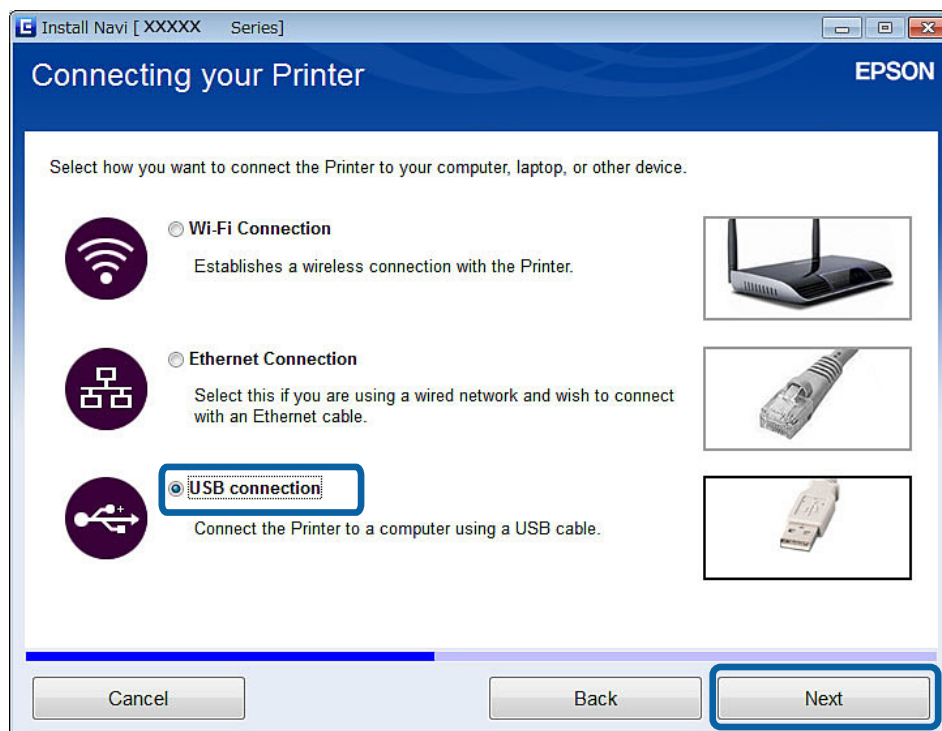 Install Navi [ XXXXX Series]
Connecting your Printer
EPSON
Select how you want to connect the Printer to your computer, laptop, or other device.
Wi-Fi Connection
Establishes a wireless connection with the Printer.
Ethernet Connection
Select this if you are using a wired network and wish to connect
with an Ethernet cable.
USB connection
Connect the Printer to a computer using a USB cable.
Cancel
Back
Next